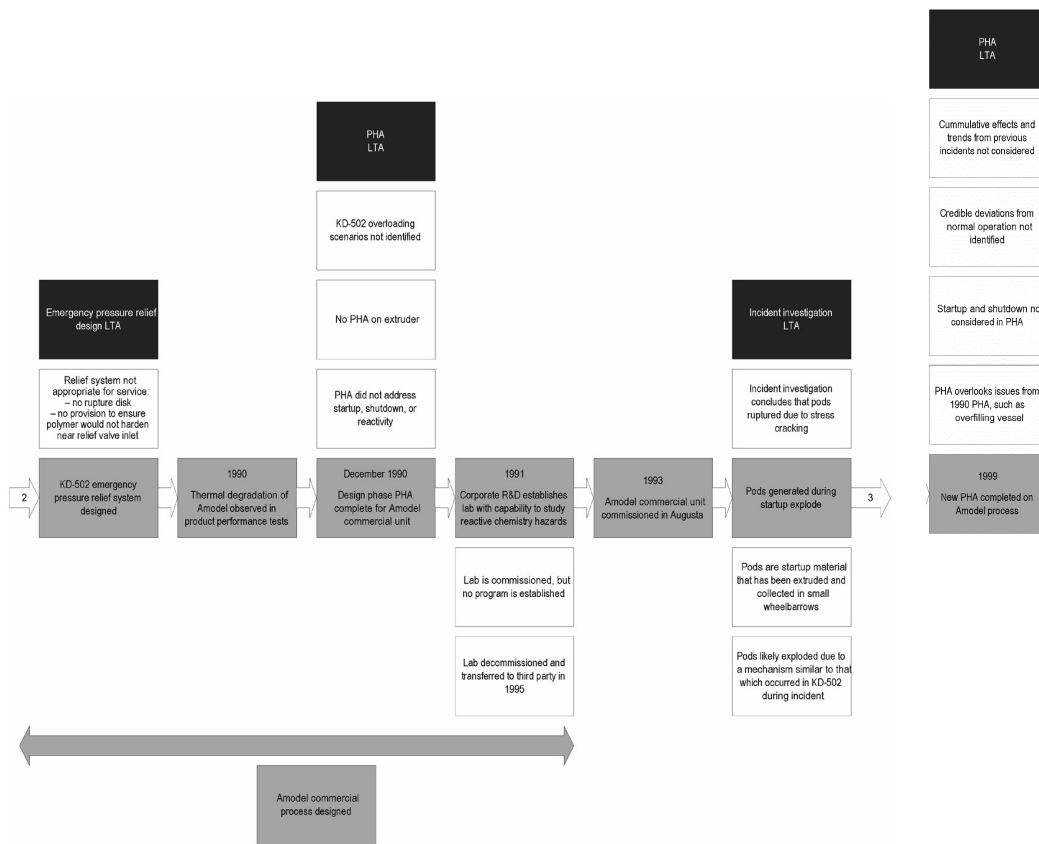 PHA
LTA
Cummulative effects and
trends from previous
incidents not considered
Credible deviations from
normal operation not
identified
Startup and shutdown no
considered in PHA
PHA overlooks issues from
1990 PHA, such as
overfilling vessel
1999
New PHA completed on
Amodel process
PHA
LTA
KD-502 overloading
scenarios not identified
No PHA on extruder
PHA did not address
startup, shutdown, or
reactivity
Emergency pressure relief
design LTA
Relief system not
appropriate for service:
– no rupture disk
– no provision to ensure
polymer would not harden
near relief valve inlet
Incident investigation
LTA
Incident investigation
concludes that pods
ruptured due to stress
cracking
2
KD-502 emergency
pressure relief system
designed
1990
Thermal degradation of
Amodel observed in
product performance tests
December 1990
Design phase PHA
complete for Amodel
commercial unit
1991
Corporate R&D establishes
lab with capability to study
reactive chemistry hazards
1993
Amodel commercial unit
commissioned in Augusta
Pods generated during
startup explode
3
Lab is commissioned, but
no program is established
Lab decommissioned and
transferred to third party in
1995
Pods are startup material
that has been extruded and
collected in small
wheelbarrows
Pods likely exploded due to
a mechanism similar to that
which occurred in KD-502
during incident
Amodel commercial
process designed